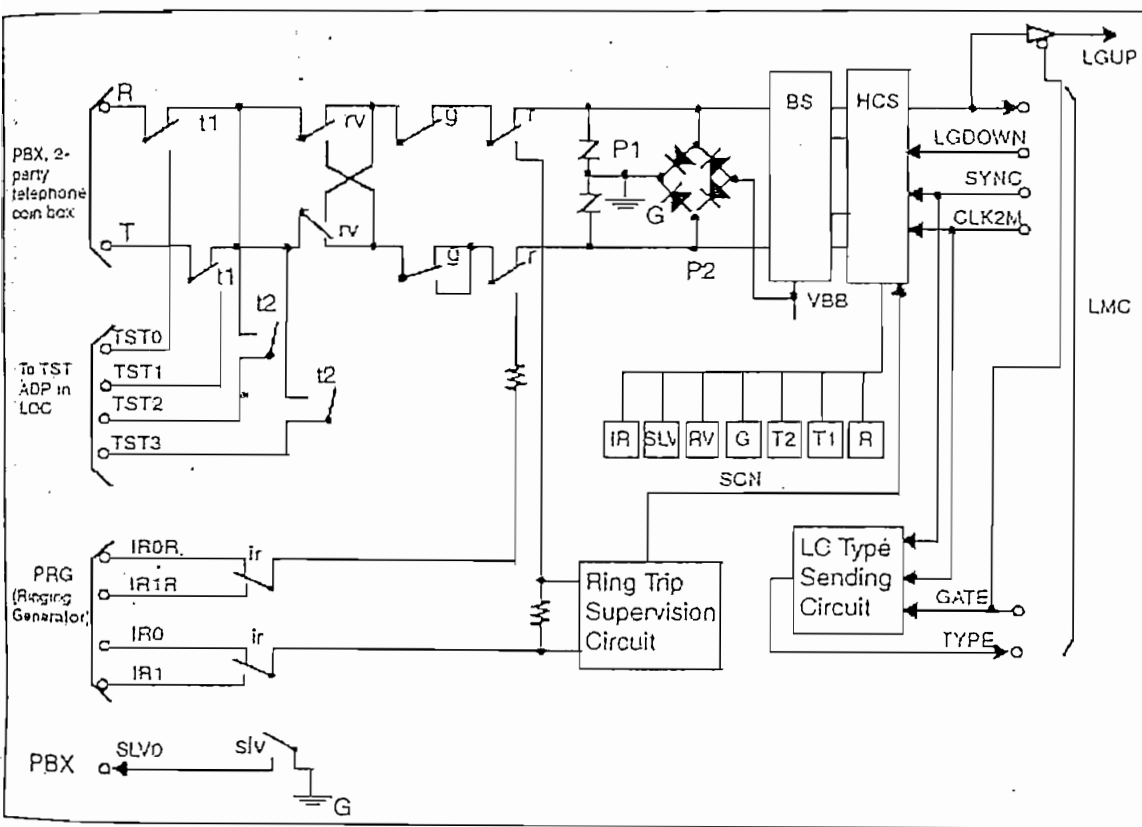 R
t1
rv
g
r
BS
HCS
LGUP
PBX, 2-
party
telephone
coin box
P1
G
LGDOWN
SYNC
CLK2M
T
t1
rv
g
r
P2
VBB
LMC
To TST
ADP in
LOC
TST0
TST1
TST2
TST3
t2
t2
IR
SLV
RV
G
T2
T1
R
SCN
PRG
(Ringing
Generator)
IR0R
IR1R
IR0
IR1
ir
ir
Ring Trip
Supervision
Circuit
LC Type
Sending
Circuit
GATE
TYPE
PBX
SLV0
slv
G